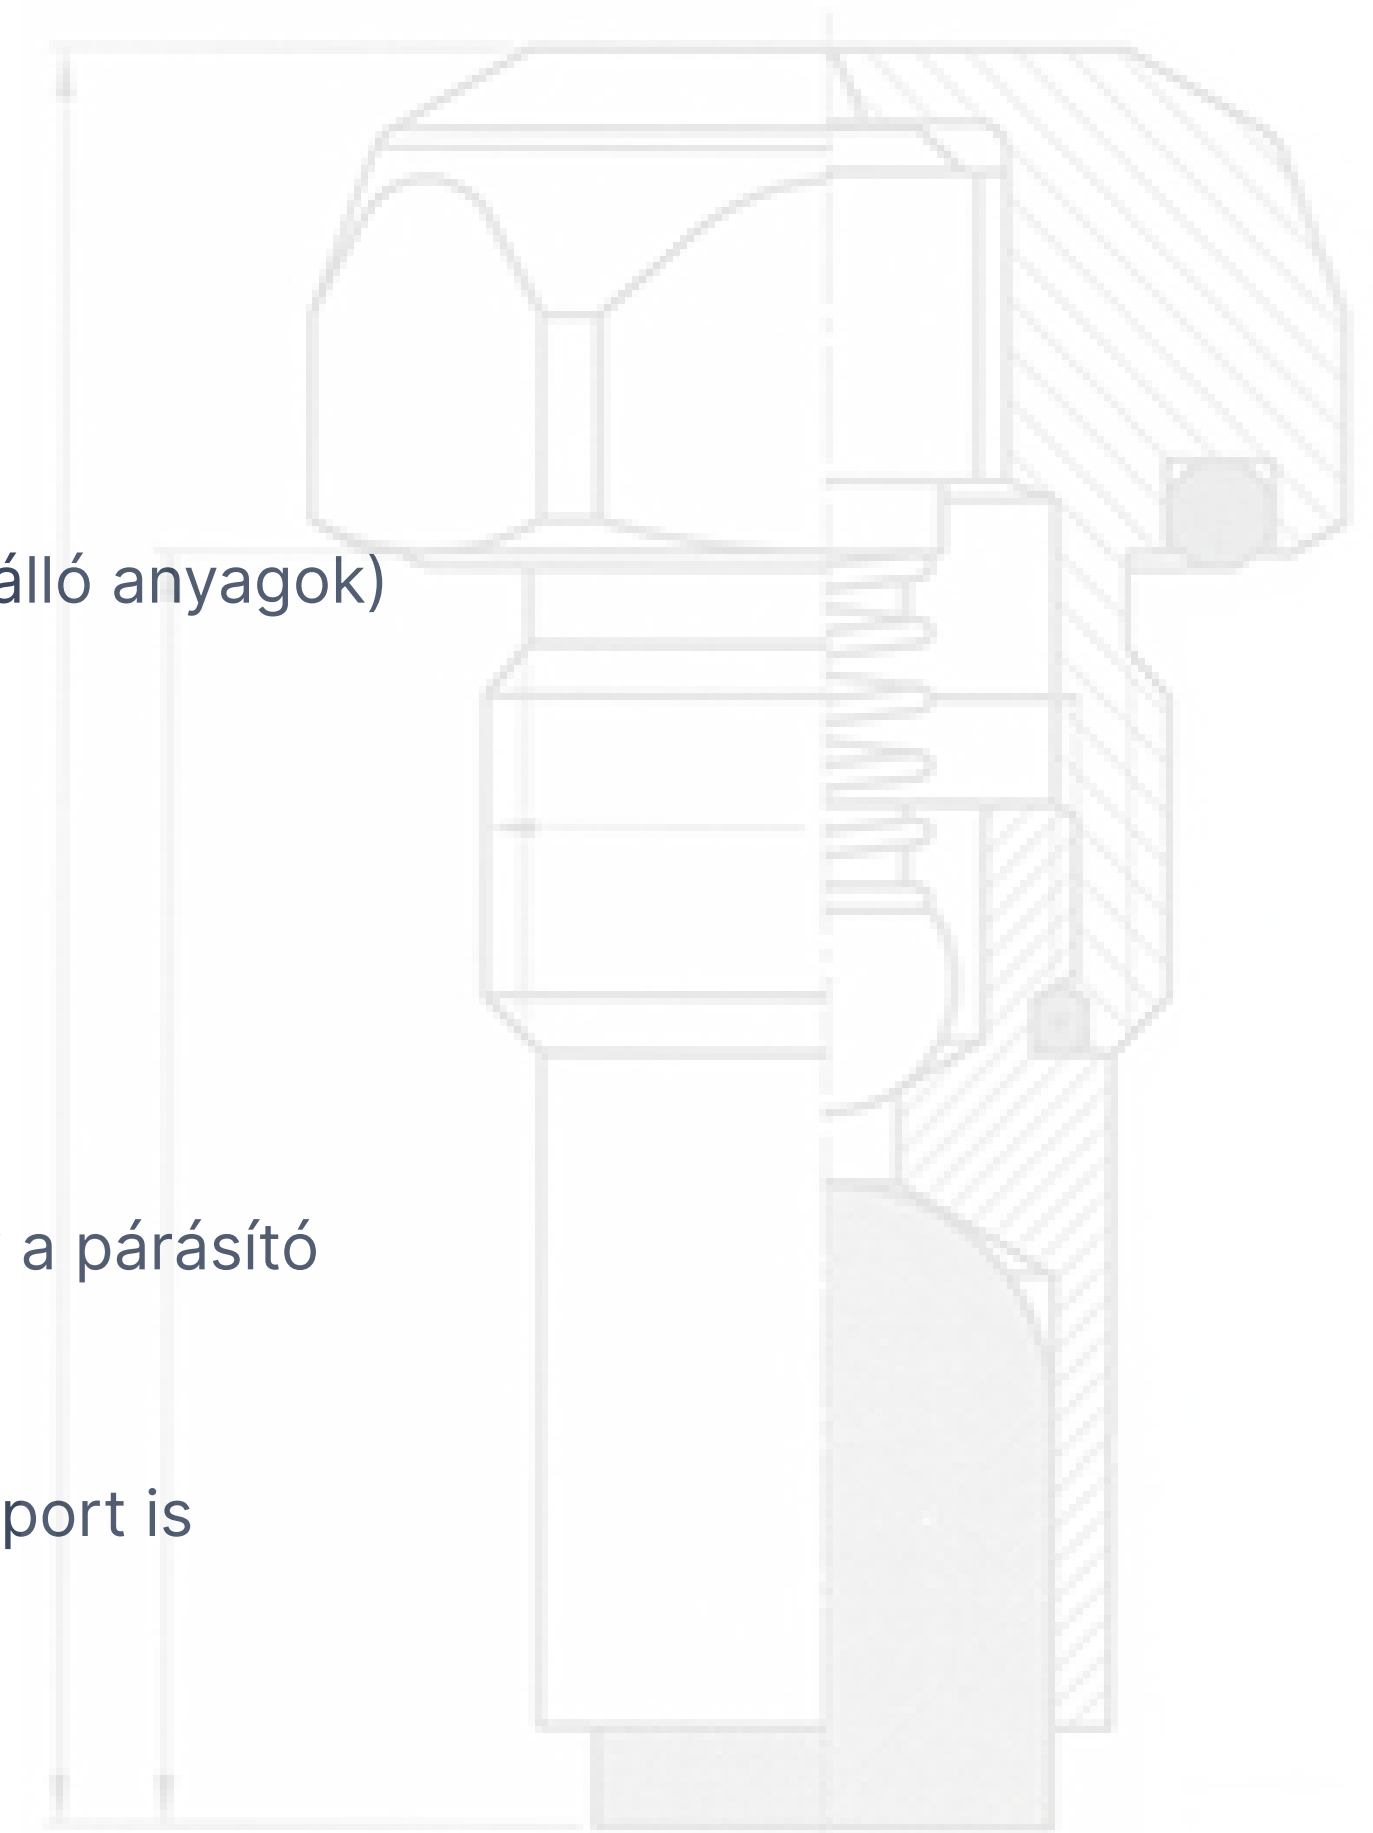 álló anyagok)
a párásító
port is